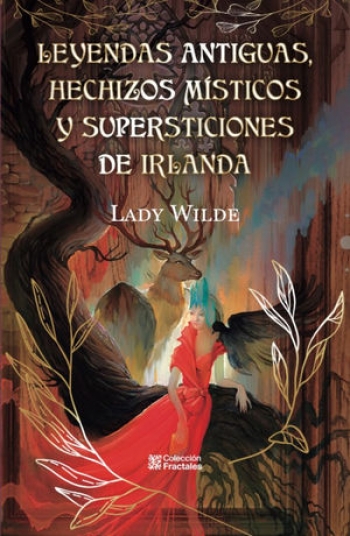 LEYENDAS ANTIGUAS,
HECHIZOS MÍSTICOS
Y SUPERSTICIONES
DE IRLANDA
LADY WILDE
Colección
Fractales